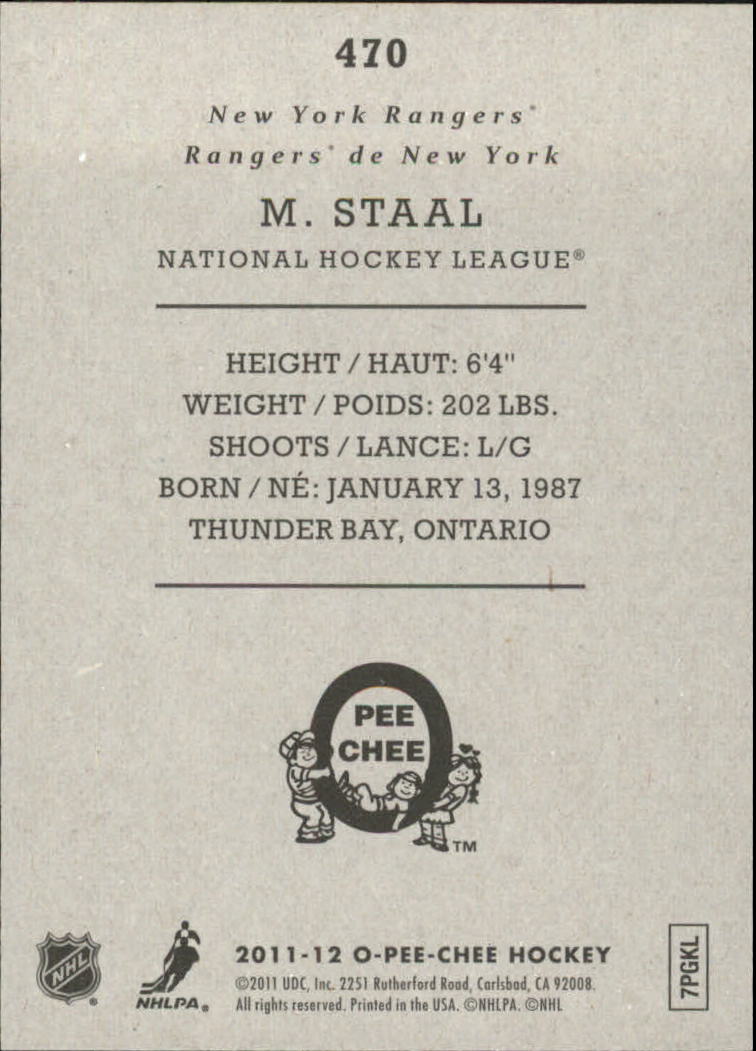 470
New York Rangers®
Rangers® de New York
M. STAAL
NATIONAL HOCKEY LEAGUE®
HEIGHT / HAUT: 6'4"
WEIGHT / POIDS: 202 LBS.
SHOOTS / LANCE: L/G
BORN / NÉ: JANUARY 13, 1987
THUNDER BAY, ONTARIO
O
PEE
CHEE
TM
NHL
®
NHLPA®
2011-12 O-PEE-CHEE HOCKEY
©2011 UDC, Inc. 2251 Rutherford Road, Carlsbad, CA 92008.
All rights reserved. Printed in the USA. ©NHLPA. ©NHL
7PGKL